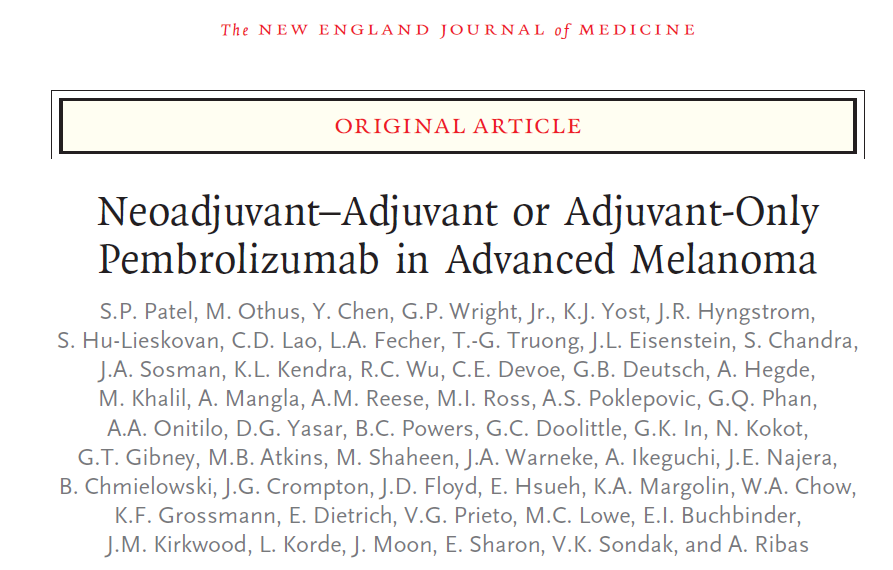 The NEW ENGLAND JOURNAL of MEDICINE
ORIGINAL ARTICLE
Neoadjuvant–Adjuvant or Adjuvant-Only
Pembrolizumab in Advanced Melanoma
S.P. Patel, M. Othus, Y. Chen, G.P. Wright, Jr., K.J. Yost, J.R. Hyngstrom,
S. Hu-Lieskovan, C.D. Lao, L.A. Fecher, T.-G. Truong, J.L. Eisenstein, S. Chandra,
J.A. Sosman, K.L. Kendra, R.C. Wu, C.E. Devoe, G.B. Deutsch, A. Hegde,
M. Khalil, A. Mangla, A.M. Reese, M.I. Ross, A.S. Poklepovic, G.Q. Phan,
A.A. Onitilo, D.G. Yasar, B.C. Powers, G.C. Doolittle, G.K. In, N. Kokot,
G.T. Gibney, M.B. Atkins, M. Shaheen, J.A. Warneke, A. Ikeguchi, J.E. Najera,
B. Chmielowski, J.G. Crompton, J.D. Floyd, E. Hsueh, K.A. Margolin, W.A. Chow,
K.F. Grossmann, E. Dietrich, V.G. Prieto, M.C. Lowe, E.I. Buchbinder,
J.M. Kirkwood, L. Korde, J. Moon, E. Sharon, V.K. Sondak, and A. Ribas